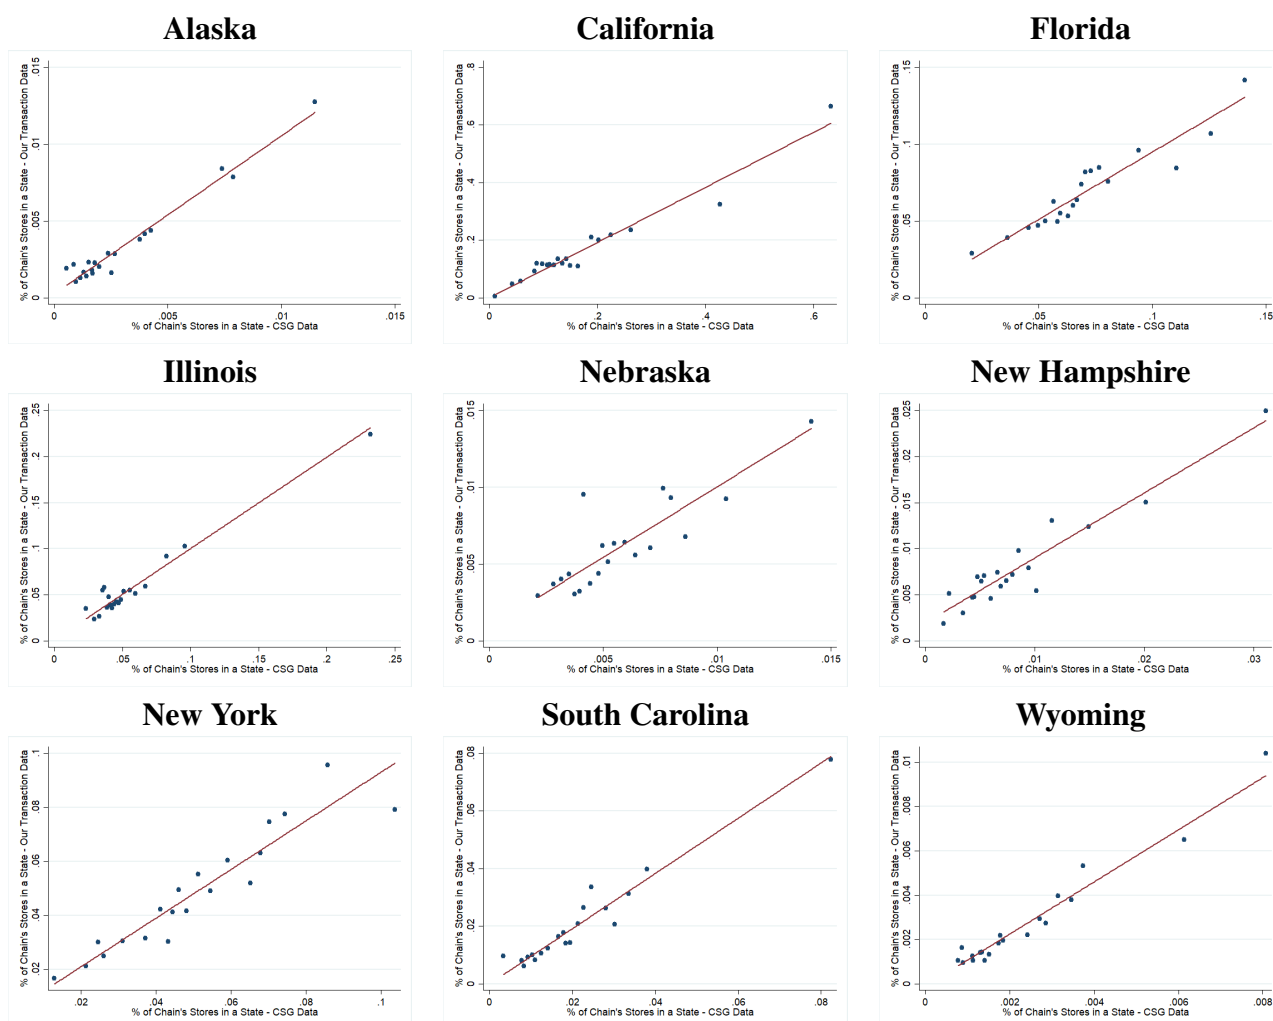 Alaska
California
Florida
% of Chain's Stores in a State - Our Transaction Data
0 .005 .01 .015
0 .005 .01 .015
% of Chain's Stores in a State - CSG Data
% of Chain's Stores in a State - Our Transaction Data
0 .2 .4 .6 .8
0 .2 .4 .6
% of Chain's Stores in a State - CSG Data
% of Chain's Stores in a State - Our Transaction Data
0 .05 .1 .15
0 .05 .1 .15
% of Chain's Stores in a State - CSG Data
Illinois
Nebraska
New Hampshire
% of Chain's Stores in a State - Our Transaction Data
0 .05 .1 .15 .2 .25
0 .05 .1 .15 .2 .25
% of Chain's Stores in a State - CSG Data
% of Chain's Stores in a State - Our Transaction Data
0 .005 .01 .015
0 .005 .01 .015
% of Chain's Stores in a State - CSG Data
% of Chain's Stores in a State - Our Transaction Data
0 .005 .01 .015 .02 .025
0 .01 .02 .03
% of Chain's Stores in a State - CSG Data
New York
South Carolina
Wyoming
% of Chain's Stores in a State - Our Transaction Data
.02 .04 .06 .08 .1
.02 .04 .06 .08 .1
% of Chain's Stores in a State - CSG Data
% of Chain's Stores in a State - Our Transaction Data
0 .02 .04 .06 .08
0 .02 .04 .06 .08
% of Chain's Stores in a State - CSG Data
% of Chain's Stores in a State - Our Transaction Data
0 .002 .004 .006 .008 .01
0 .002 .004 .006 .008
% of Chain's Stores in a State - CSG Data